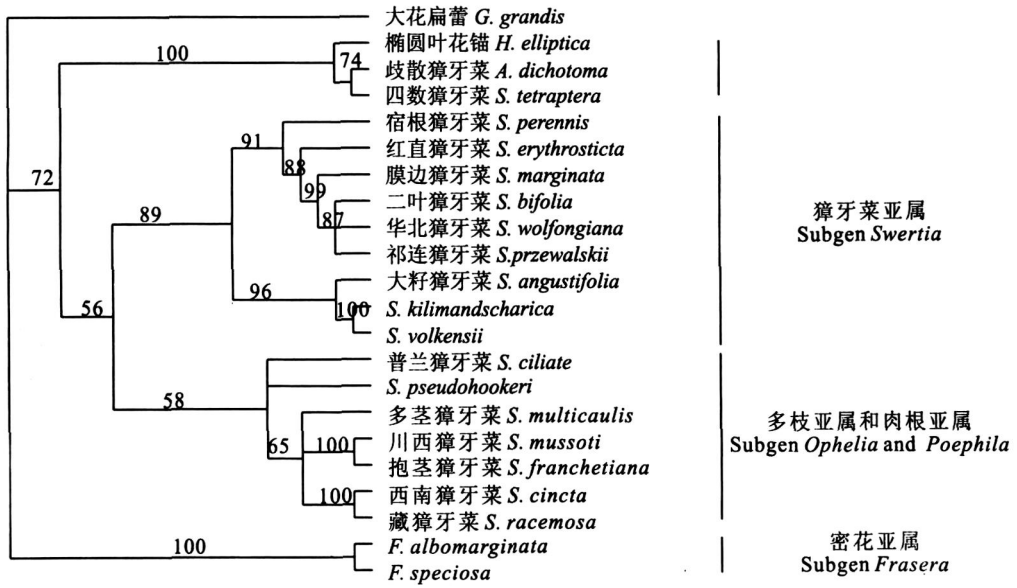 大花扁蕾 G. grandis
椭圆叶花锚 H. elliptica
100
74
歧散獐牙菜 A. dichotoma
四数獐牙菜 S. tetraptera
宿根獐牙菜 S. perennis
91
红直獐牙菜 S. erythrosticta
88
膜边獐牙菜 S. marginata
72
99
二叶獐牙菜 S. bifolia
89
87
华北獐牙菜 S. wolfongiana
獐牙菜亚属
Subgen Swertia
祁连獐牙菜 S.przewalskii
大籽獐牙菜 S. angustifolia
96
56
100
S. kilimandscharica
S. volkensii
普兰獐牙菜 S. ciliate
S. pseudohookeri
58
多茎獐牙菜 S. multicaulis
多枝亚属和肉根亚属
Subgen Ophelia and Poephila
65
100
川西獐牙菜 S. mussoti
抱茎獐牙菜 S. franchetiana
100
西南獐牙菜 S. cincta
藏獐牙菜 S. racemosa
100
F. albomarginata
密花亚属
Subgen Frasera
F. speciosa